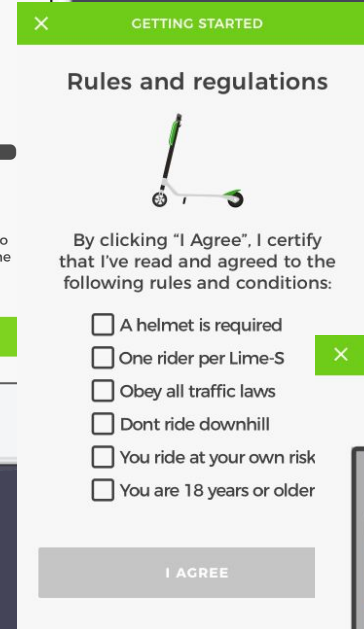 GETTING STARTED
Rules and regulations
By clicking “I Agree”, I certify
that I've read and agreed to the
following rules and conditions:
A helmet is required
One rider per Lime-S
Obey all traffic laws
Dont ride downhill
You ride at your own risk
You are 18 years or older
I AGREE